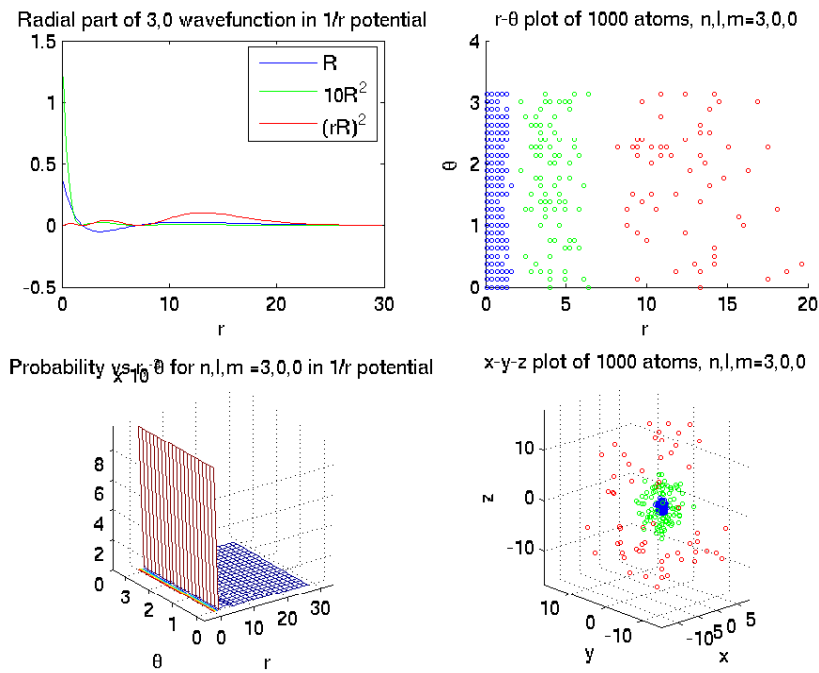 Radial part of 3,0 wavefunction in 1/r potential
1.5
1
0.5
0
-0.5
0 10 20 30
r
R
10R²
(rR)²
r-θ plot of 1000 atoms, n,l,m=3,0,0
4
3
2
1
0
0 5 10 15 20
r
θ
Probability vs r-θ for n,l,m =3,0,0 in 1/r potential
8
6
4
2
0
3
2
1
0
0
10
20
30
θ
r
x-y-z plot of 1000 atoms, n,l,m=3,0,0
10
0
-10
z
10
0
-10
y
-10
-5
0
5
x